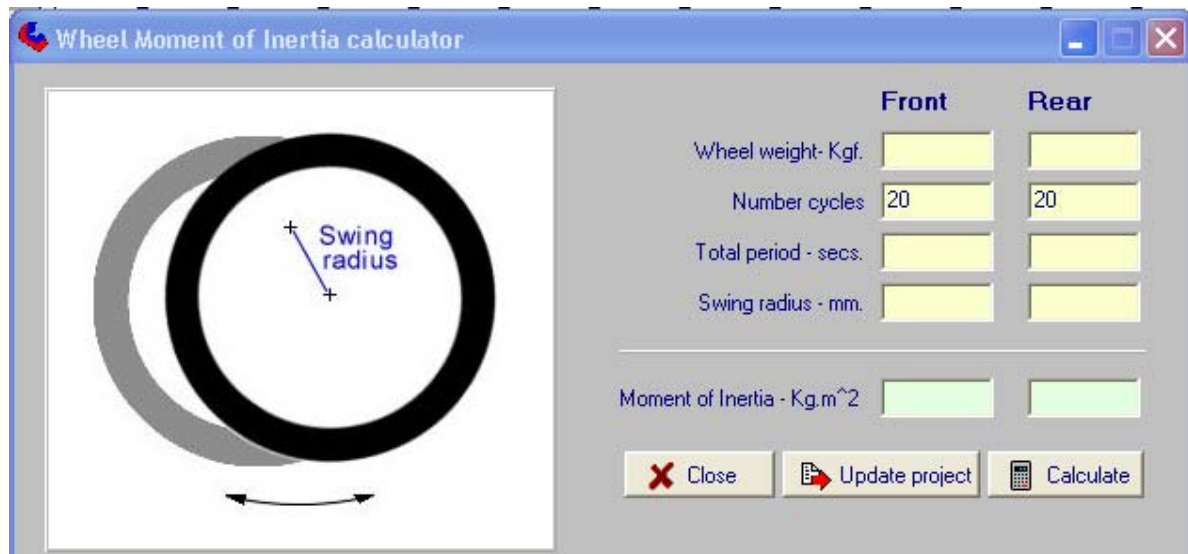 Wheel Moment of Inertia calculator
Front Rear
Wheel weight- Kgf.
Number cycles 20 20
Swing
radius
Total period - secs.
Swing radius - mm.
Moment of Inertia - Kg.m^2
Close Update project Calculate